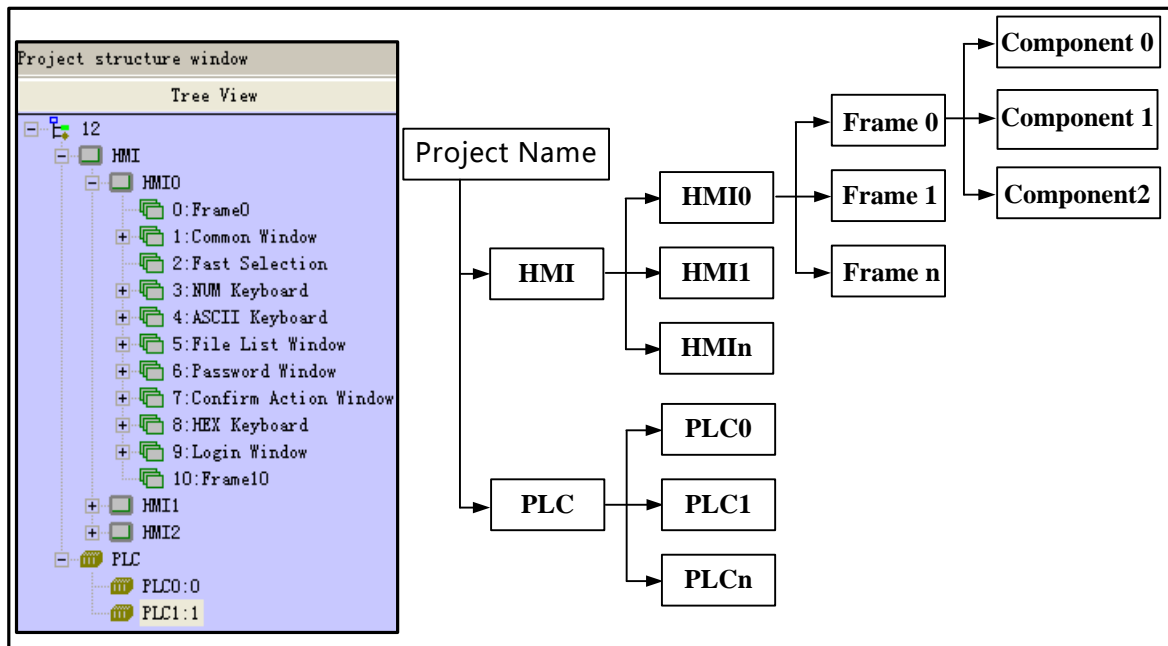 Project structure window
Tree View
12
HMI
HMI0
0:Frame0
1:Common Window
2:Fast Selection
3:NUM Keyboard
4:ASCII Keyboard
5:File List Window
6:Password Window
7:Confirm Action Window
8:HEX Keyboard
9:Login Window
10:Frame10
HMI1
HMI2
PLC
PLC0:0
PLC1:1
Project Name
HMI
PLC
HMI0
HMI1
HMIn
PLC0
PLC1
PLCn
Frame 0
Frame 1
Frame n
Component 0
Component 1
Component2